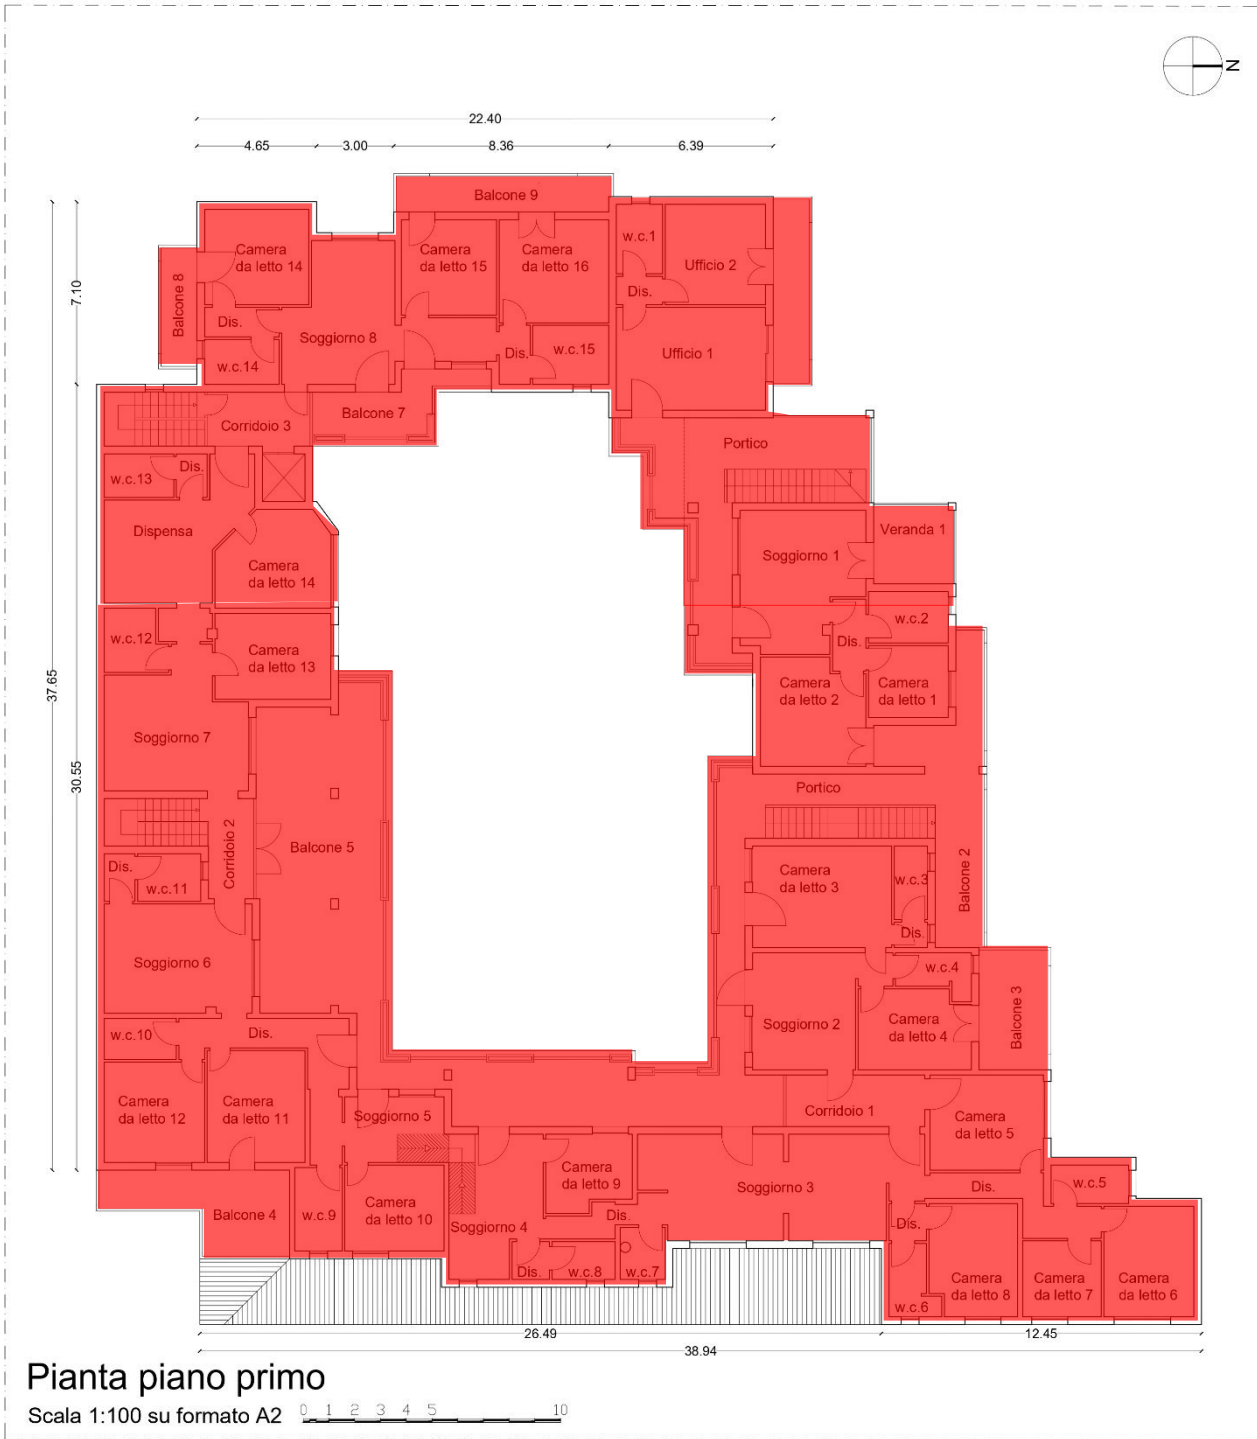 N
22.40
4.65
3.00
8.36
6.39
Balcone 9
Camera
da letto 14
Camera
da letto 15
Camera
da letto 16
w.c.1
Ufficio 2
Balcone 8
7.10
Dis.
Dis.
Soggiorno 8
w.c.14
Dis.
w.c.15
Ufficio 1
Balcone 7
Corridoio 3
Portico
w.c.13
Dis.
Dispensa
Camera
da letto 14
Soggiorno 1
Veranda 1
w.c.12
Camera
da letto 13
w.c.2
Dis.
Camera
da letto 2
Camera
da letto 1
37.65
30.55
Soggiorno 7
Portico
Corridoio 2
Balcone 5
Dis.
w.c.11
Camera
da letto 3
w.c.3
Dis.
Balcone 2
Soggiorno 6
w.c.4
w.c.10
Dis.
Soggiorno 2
Camera
da letto 4
Balcone 3
Camera
da letto 12
Camera
da letto 11
Soggiorno 5
Corridoio 1
Camera
da letto 5
Camera
da letto 9
Soggiorno 3
Dis.
w.c.5
Balcone 4
w.c.9
Camera
da letto 10
Soggiorno 4
Dis.
Dis.
Dis.
w.c.8
w.c.7
Camera
da letto 8
Camera
da letto 7
Camera
da letto 6
w.c.6
26.49
12.45
38.94
Pianta piano primo
Scala 1:100 su formato A2
0 1 2 3 4 5 10